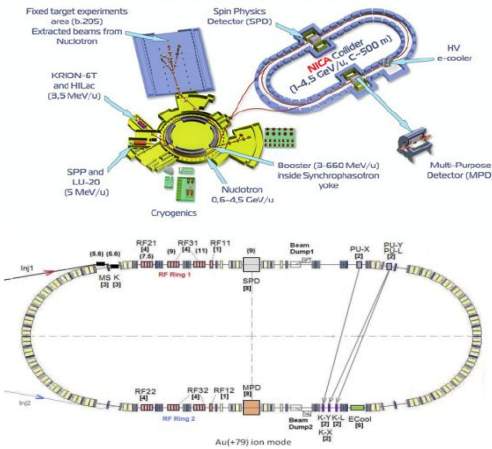 Fixed target experiments
area (b.205)
Extracted beams from
Nuclotron
Spin Physics
Detector (SPD)
NICA Collider
(1-4,5 GeV/u, C~500 m)
HV
e-cooler
KRION-6T
and HILac
(3,5 MeV/u)
SPP and
LU-20
(5 MeV/u)
Booster (3-660 MeV/u)
inside Synchrophasotron
yoke
Multi-Purpose
Detector (MPD)
Nuclotron
0,6-4,5 GeV/u
Cryogenics
RF21
[4]
(7.5)
RF31
(9) [4] (11)
RF11
[1]
(9)
Beam
Dump1
PU-X
[2]
PU-Y
PU-L
[2]
(5.6) (6.6)
Inj1
MS K
[3] [3]
RF Ring 1
SPD
[8]
RF22
[4]
RF32
[4]
RF12
[1]
MPD
[8]
Inj2
RF Ring 2
Beam
Dump2
K-Y K-L
[2] [2]
K-X
[2]
ECool
[6]
Au(+79) ion mode